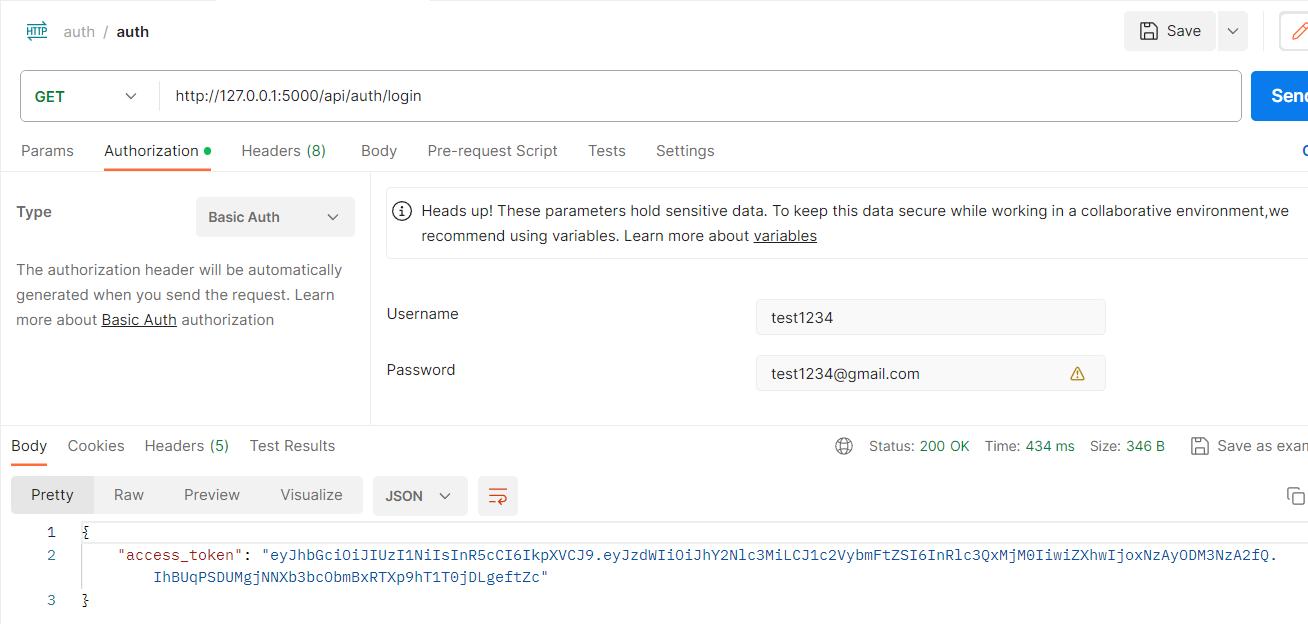 HTTP auth / auth
Save
GET http://127.0.0.1:5000/api/auth/login
Params Authorization Headers (8) Body Pre-request Script Tests Settings
Type Basic Auth
The authorization header will be automatically
generated when you send the request. Learn
more about Basic Auth authorization
Heads up! These parameters hold sensitive data. To keep this data secure while working in a collaborative environment,we
recommend using variables. Learn more about variables
Username test1234
Password test1234@gmail.com
Body Cookies Headers (5) Test Results
Status: 200 OK Time: 434 ms Size: 346 B Save as
Pretty Raw Preview Visualize JSON
1 {
2 "access_token": "eyJhbGciOiJIUzI1NiIsInR5cCI6IkpXVCJ9.eyJzdWIiOiJhY2Nlc3MiLCJ1c2VybmFtZSI6InRlc3QxMjM0IiwiZXhwIjoxNzAyODM3NzA2fQ.
IhBUqPSDUMgjNNXb3bcObmBxRTXp9hT1T0jDLgeftZc"
3 }